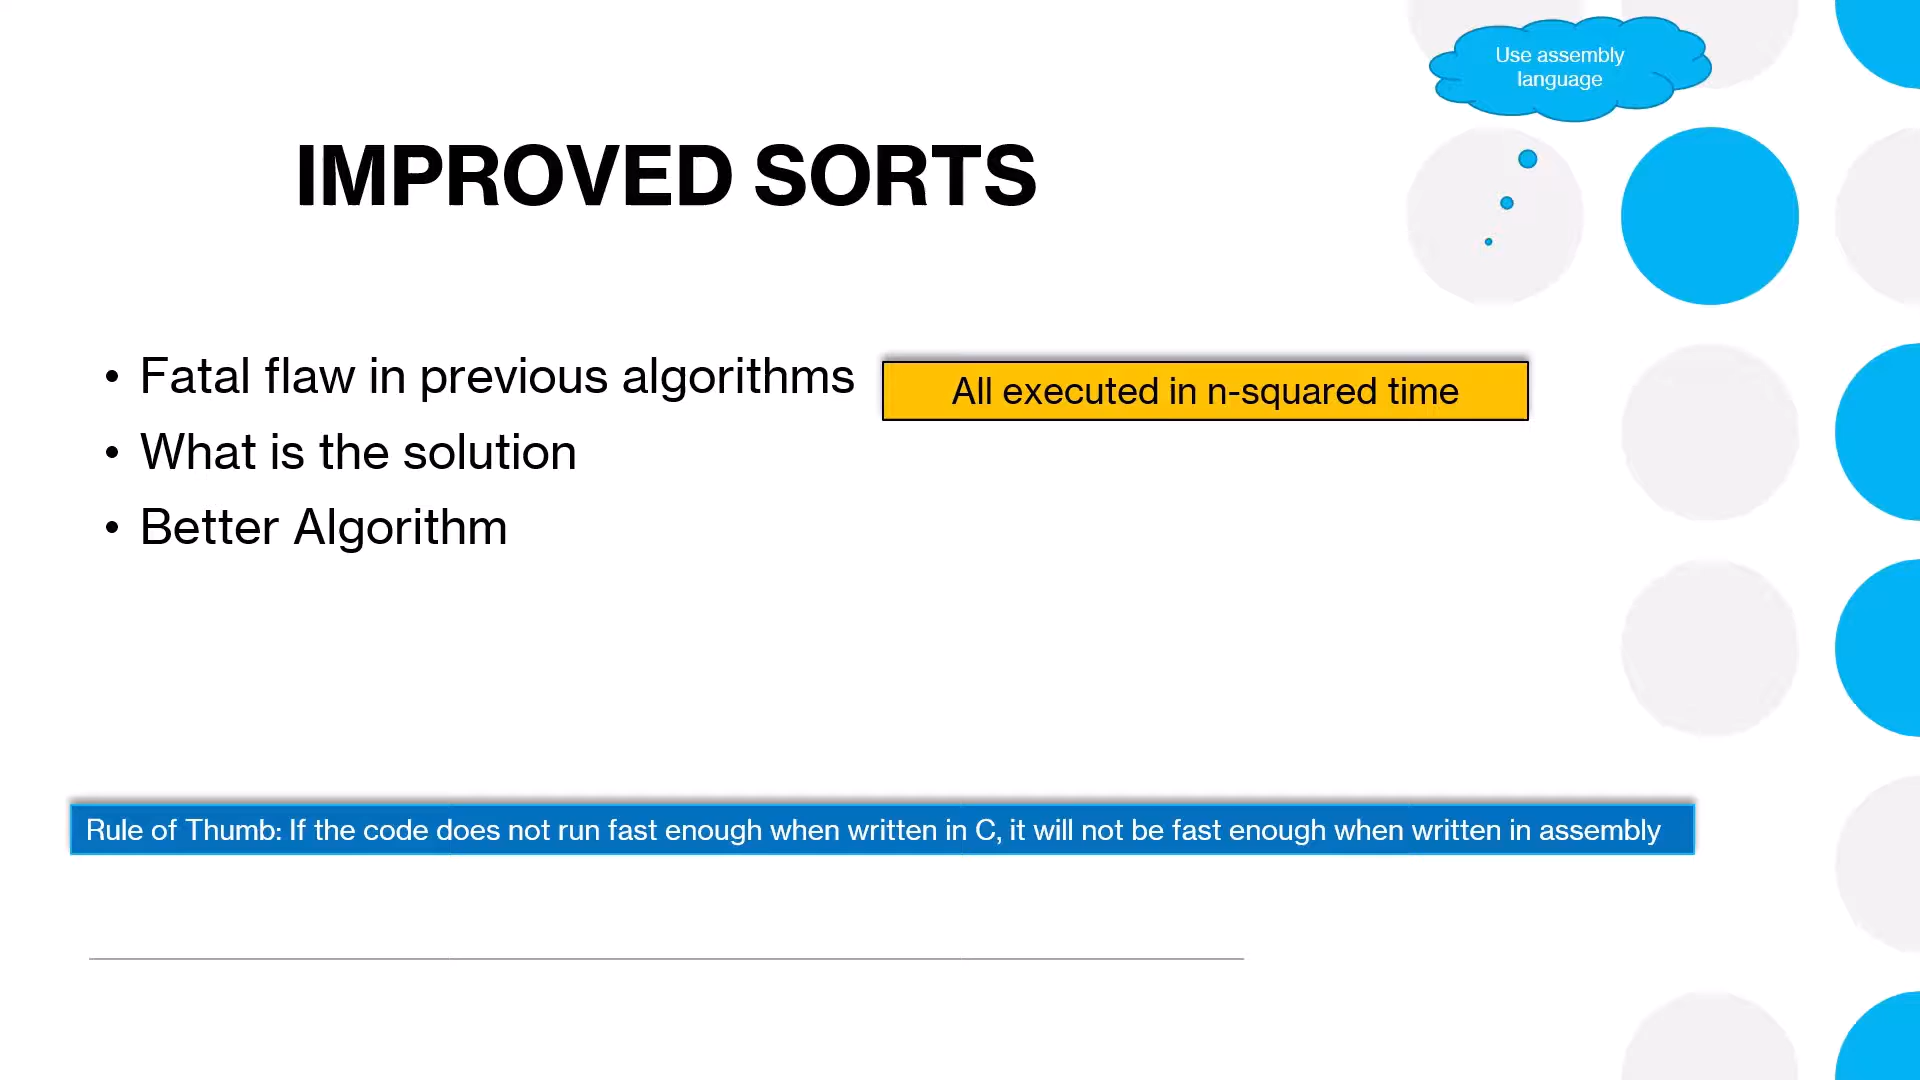 Use assembly
language
IMPROVED SORTS
• Fatal flaw in previous algorithms
All executed in n-squared time
• What is the solution
• Better Algorithm
Rule of Thumb: If the code does not run fast enough when written in C, it will not be fast enough when written in assembly